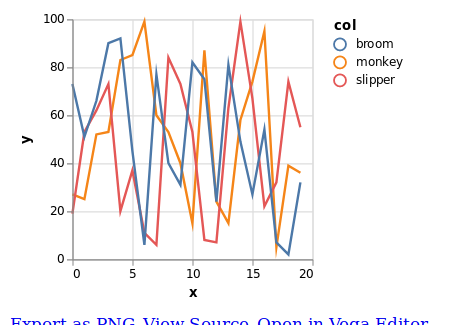 100
80
60
40
20
0
y
0 5 10 15 20
x
col
broom
monkey
slipper
Export as PNG View Source Open in Vega Editor